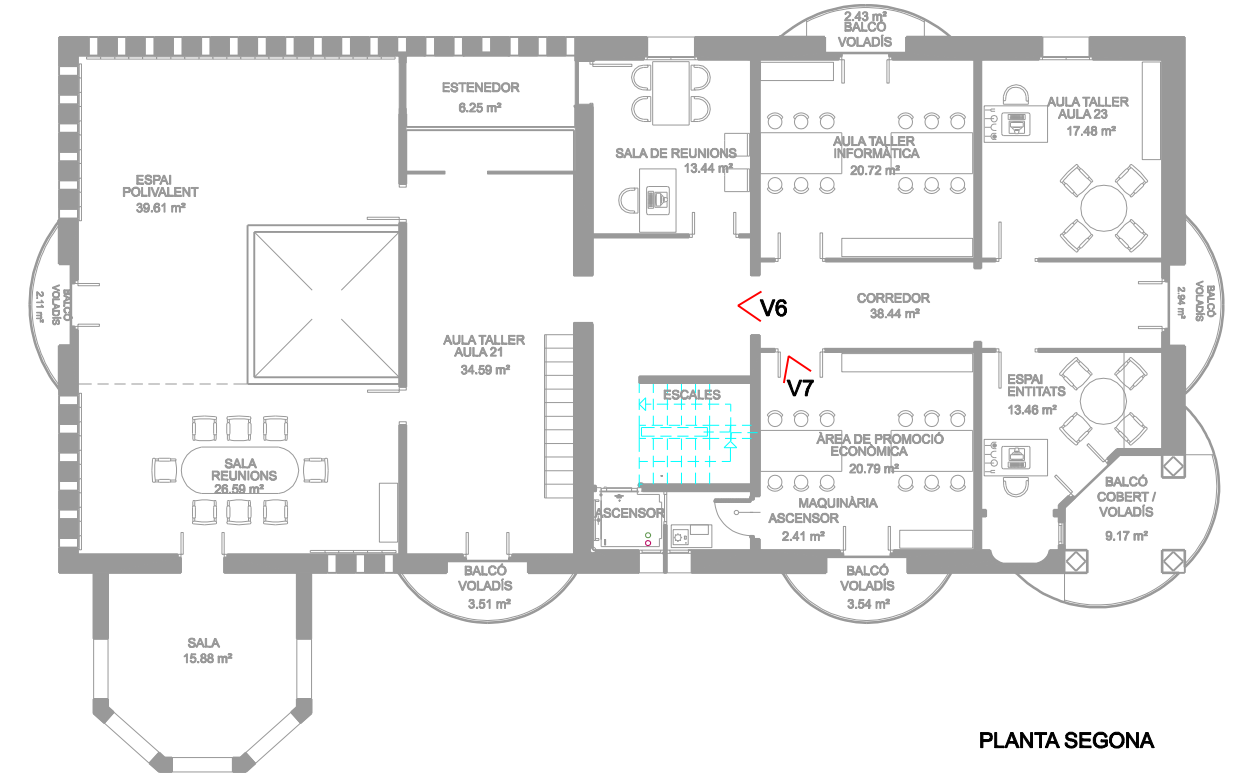 2.43 m²
BALCÓ
VOLADÍS
ESTENEDOR
6.25 m²
SALA DE REUNIONS
13.44 m²
AULA TALLER
INFORMÀTICA
20.72 m²
AULA TALLER
AULA 23
17.48 m²
ESPAI
POLIVALENT
39.61 m²
BALCÓ
VOLADÍS
2.11 m²
AULA TALLER
AULA 21
34.59 m²
V6
CORREDOR
38.44 m²
BALCÓ
VOLADÍS
2.94 m²
V7
ESCALES
ESPAI
ENTITATS
13.46 m²
ÀREA DE PROMOCIÓ
ECONÒMICA
20.79 m²
SALA
REUNIONS
26.59 m²
ASCENSOR
MAQUINÀRIA
ASCENSOR
2.41 m²
BALCÓ
COBERT /
VOLADÍS
9.17 m²
BALCÓ
VOLADÍS
3.51 m²
BALCÓ
VOLADÍS
3.54 m²
SALA
15.88 m²
PLANTA SEGONA